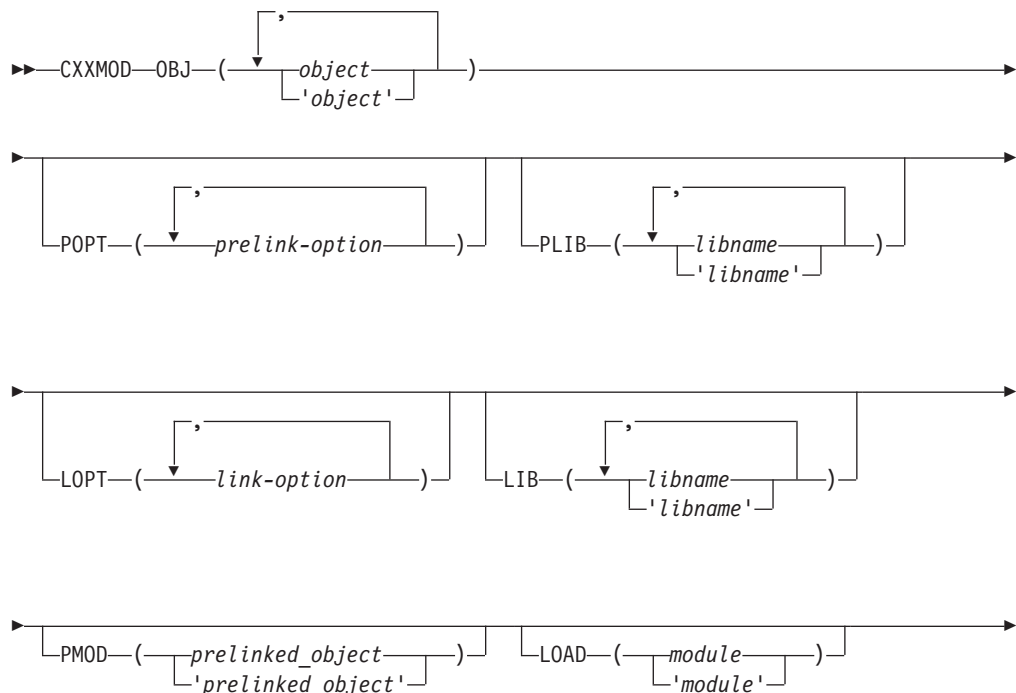 ,
CXXMOD OBJ ( object )
'object'
, ,
POPT ( prelink-option ) PLIB ( libname )
'libname'
, ,
LOPT ( link-option ) LIB ( libname )
'libname'
PMOD ( prelinked_object ) LOAD ( module )
'prelinked_object' 'module'